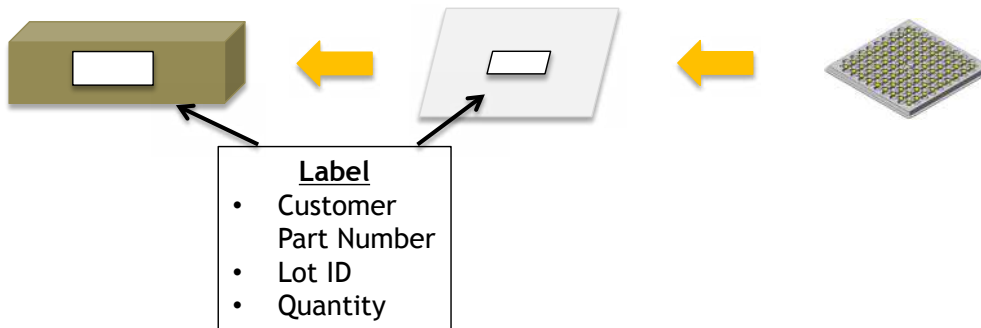 Label
• Customer
Part Number
• Lot ID
• Quantity